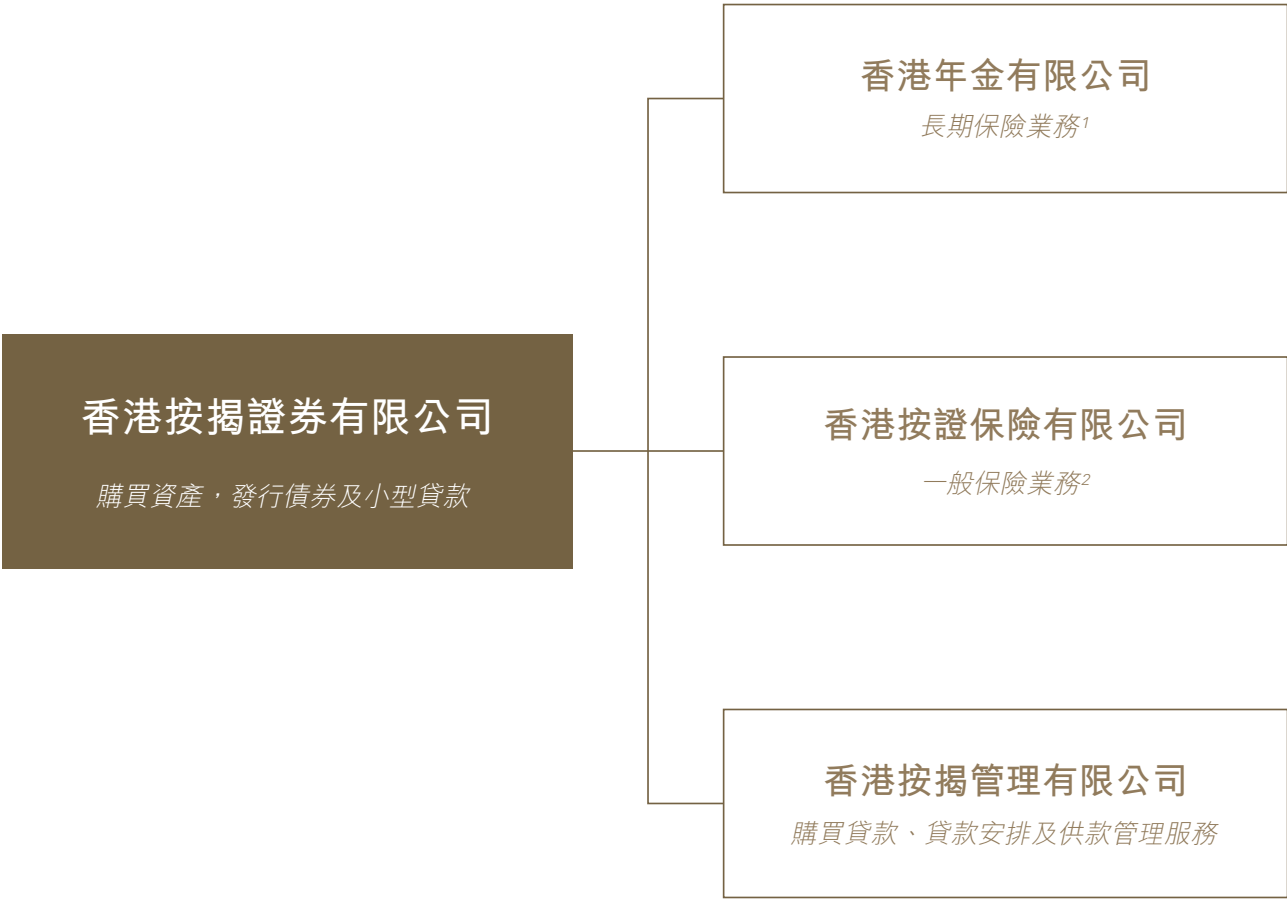 香港年金有限公司
長期保險業務1
香港按揭證券有限公司
購買資產，發行債券及小型貸款
香港按證保險有限公司
一般保險業務2
香港按揭管理有限公司
購買貸款、貸款安排及供款管理服務